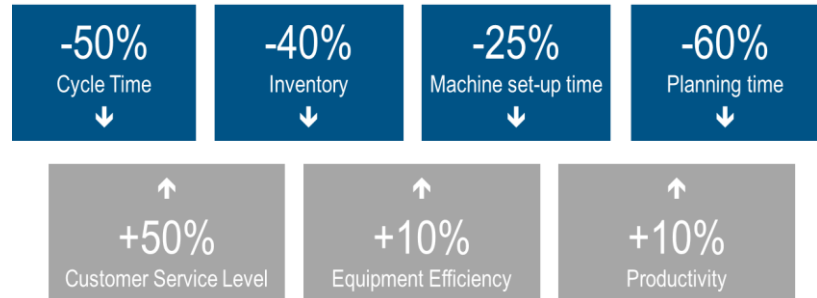 -50%
Cycle Time
-40%
Inventory
-25%
Machine set-up time
-60%
Planning time
+50%
Customer Service Level
+10%
Equipment Efficiency
+10%
Productivity